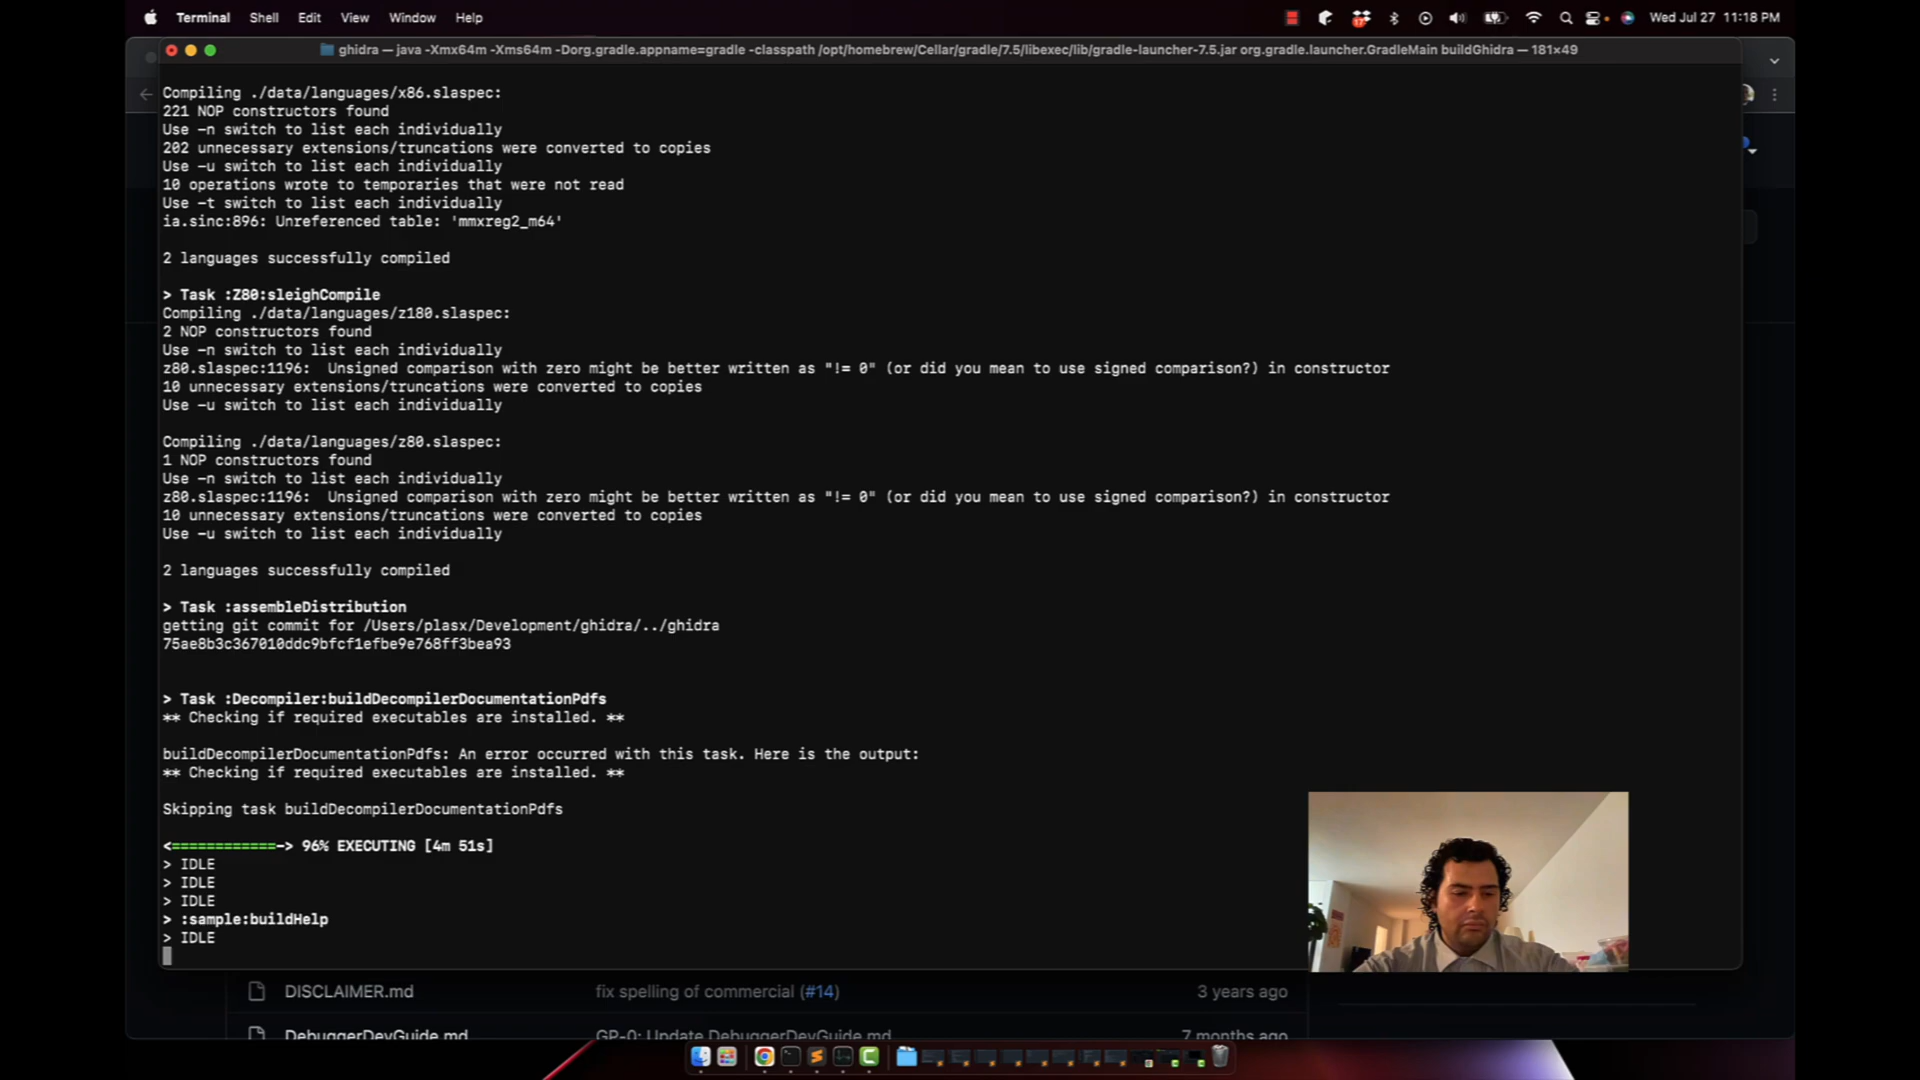 Terminal Shell Edit View Window Help
17
Wed Jul 27 11:18 PM
ghidra — java -Xmx64m -Xms64m -Dorg.gradle.appname=gradle -classpath /opt/homebrew/Cellar/gradle/7.5/libexec/lib/gradle-launcher-7.5.jar org.gradle.launcher.GradleMain buildGhidra — 181×49
Compiling ./data/languages/x86.slaspec:
221 NOP constructors found
Use -n switch to list each individually
202 unnecessary extensions/truncations were converted to copies
Use -u switch to list each individually
10 operations wrote to temporaries that were not read
Use -t switch to list each individually
ia.sinc:896: Unreferenced table: 'mmxreg2_m64'
2 languages successfully compiled
> Task :Z80:sleighCompile
Compiling ./data/languages/z180.slaspec:
2 NOP constructors found
Use -n switch to list each individually
z80.slaspec:1196:  Unsigned comparison with zero might be better written as "!= 0" (or did you mean to use signed comparison?) in constructor
10 unnecessary extensions/truncations were converted to copies
Use -u switch to list each individually
Compiling ./data/languages/z80.slaspec:
1 NOP constructors found
Use -n switch to list each individually
z80.slaspec:1196:  Unsigned comparison with zero might be better written as "!= 0" (or did you mean to use signed comparison?) in constructor
10 unnecessary extensions/truncations were converted to copies
Use -u switch to list each individually
2 languages successfully compiled
> Task :assembleDistribution
getting git commit for /Users/plasx/Development/ghidra/../ghidra
75ae8b3c367010ddc9bfcf1efbe9e768ff3bea93
> Task :Decompiler:buildDecompilerDocumentationPdfs
** Checking if required executables are installed. **
buildDecompilerDocumentationPdfs: An error occurred with this task. Here is the output:
** Checking if required executables are installed. **
Skipping task buildDecompilerDocumentationPdfs
<============-> 96% EXECUTING [4m 51s]
> IDLE
> IDLE
> IDLE
> :sample:buildHelp
> IDLE
DISCLAIMER.md fix spelling of commercial (#14) 3 years ago
DebuggerDevGuide.md GP-0: Update DebuggerDevGuide.md 7 months ago